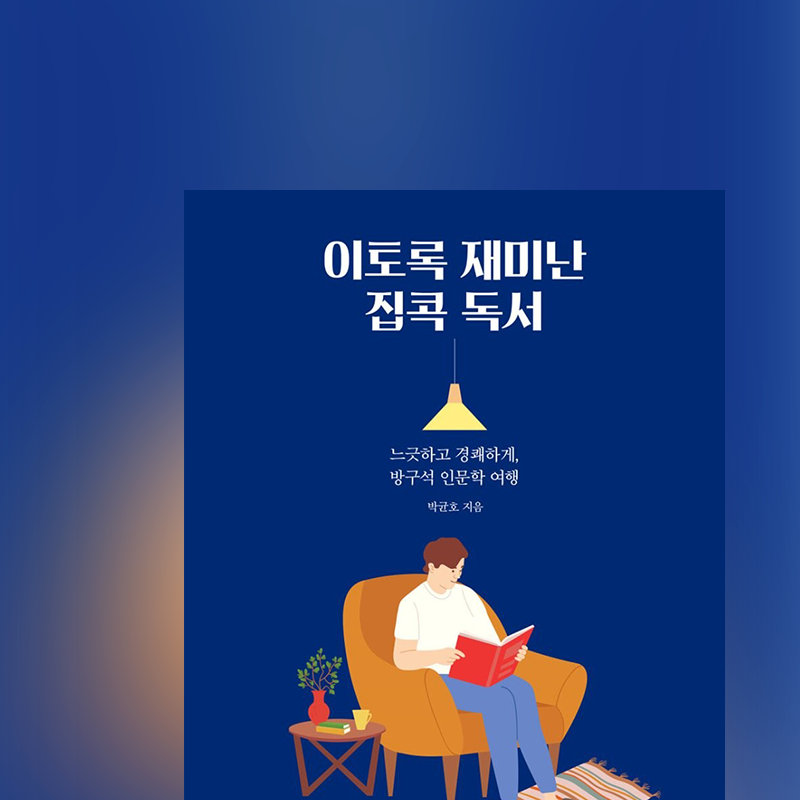 이토록 재미난
집콕 독서
느긋하고 경쾌하게,
방구석 인문학 여행
박균호 지음